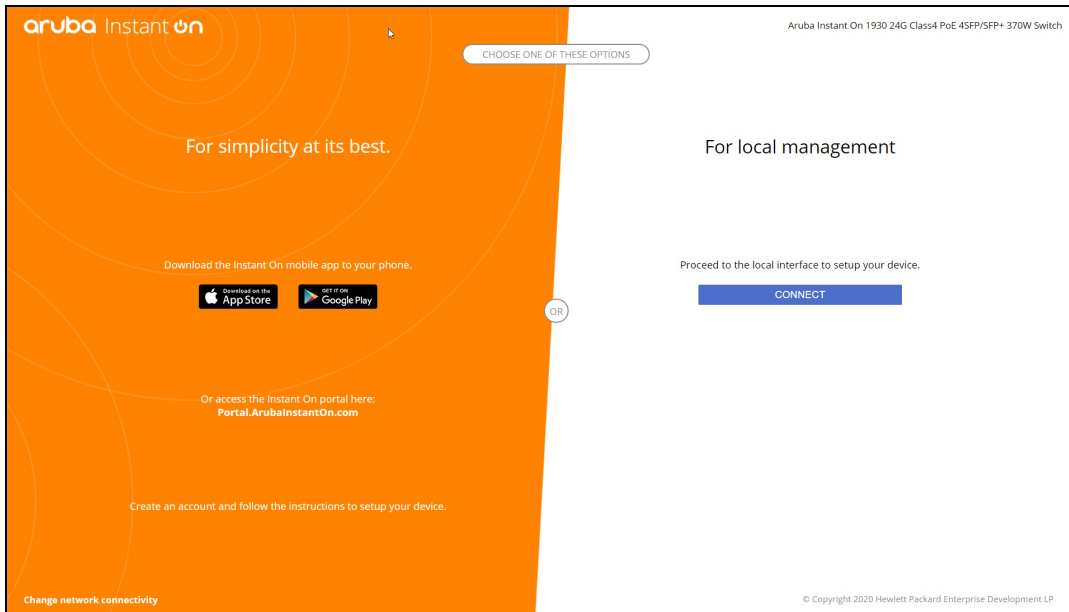 aruba Instant On
Aruba Instant On 1930 24G Class4 PoE 4SFP/SFP+ 370W Switch
CHOOSE ONE OF THESE OPTIONS
For simplicity at its best.
Download the Instant On mobile app to your phone.
Download on the
App Store
GET IT ON
Google Play
Or access the Instant On portal here:
Portal.ArubaInstantOn.com
Create an account and follow the instructions to setup your device.
Change network connectivity
OR
For local management
Proceed to the local interface to setup your device.
CONNECT
© Copyright 2020 Hewlett Packard Enterprise Development LP